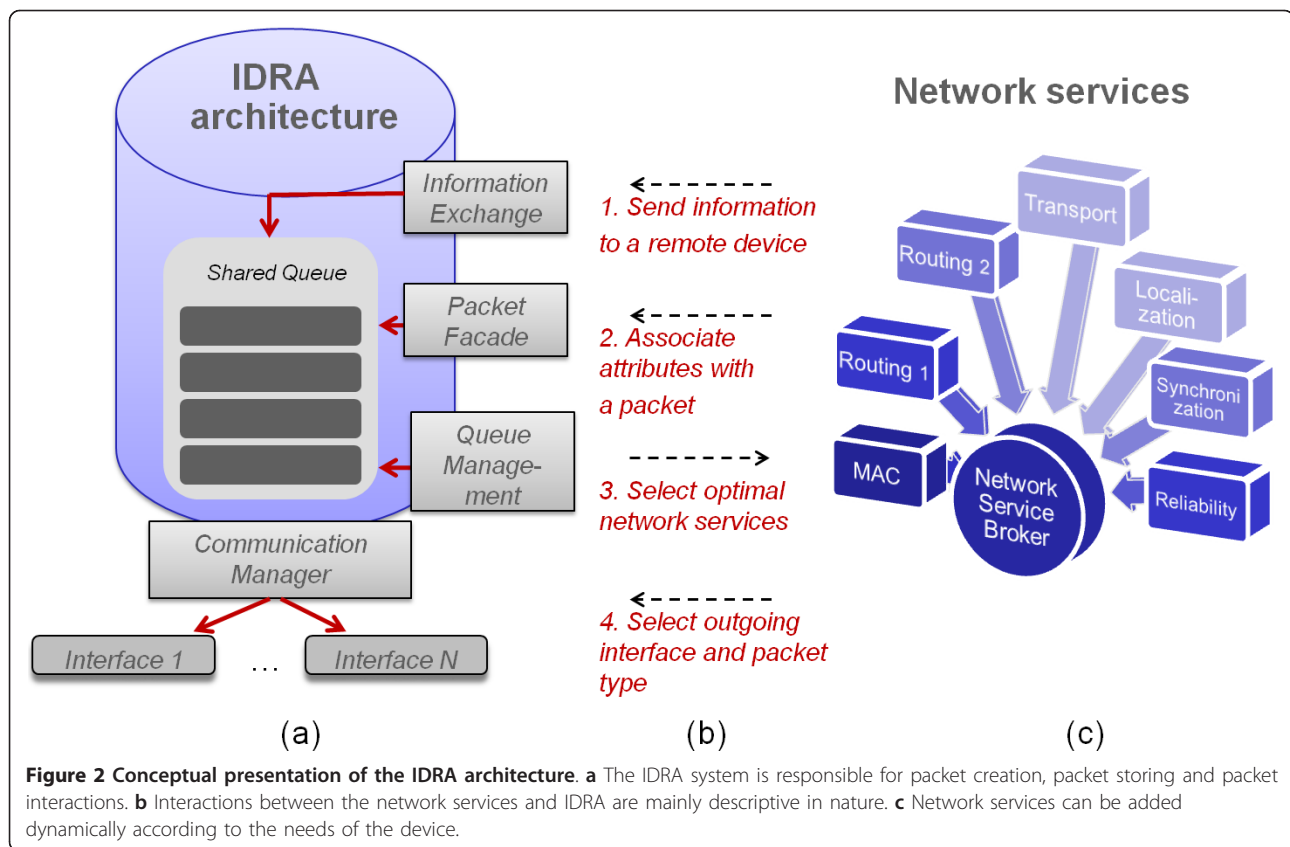 IDRA
architecture
Network services
Information
Exchange
Shared Queue
Packet
Facade
Queue
Manage-
ment
Communication
Manager
Interface 1
...
Interface N
1. Send information
to a remote device
2. Associate
attributes with
a packet
3. Select optimal
network services
4. Select outgoing
interface and packet
type
Transport
Routing 2
Locali-
zation
Routing 1
Synchroni
zation
MAC
Reliability
Network
Service
Broker
(a)
(b)
(c)
Figure 2 Conceptual presentation of the IDRA architecture. a The IDRA system is responsible for packet creation, packet storing and packet
interactions. b Interactions between the network services and IDRA are mainly descriptive in nature. c Network services can be added
dynamically according to the needs of the device.